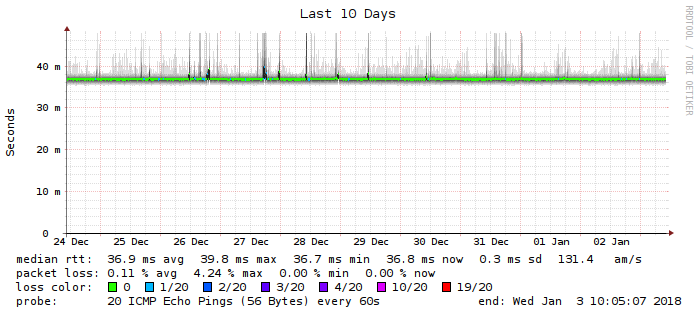 Last 10 Days
RRDTOOL / TOBI OETIKER
Seconds
40 m
30 m
20 m
10 m
0
24 Dec 25 Dec 26 Dec 27 Dec 28 Dec 29 Dec 30 Dec 31 Dec 01 Jan 02 Jan
median rtt: 36.9 ms avg 39.8 ms max 36.7 ms min 36.8 ms now 0.3 ms sd 131.4 am/s
packet loss: 0.11 % avg 4.24 % max 0.00 % min 0.00 % now
loss color: 0 1/20 2/20 3/20 4/20 10/20 19/20
probe: 20 ICMP Echo Pings (56 Bytes) every 60s end: Wed Jan 3 10:05:07 2018